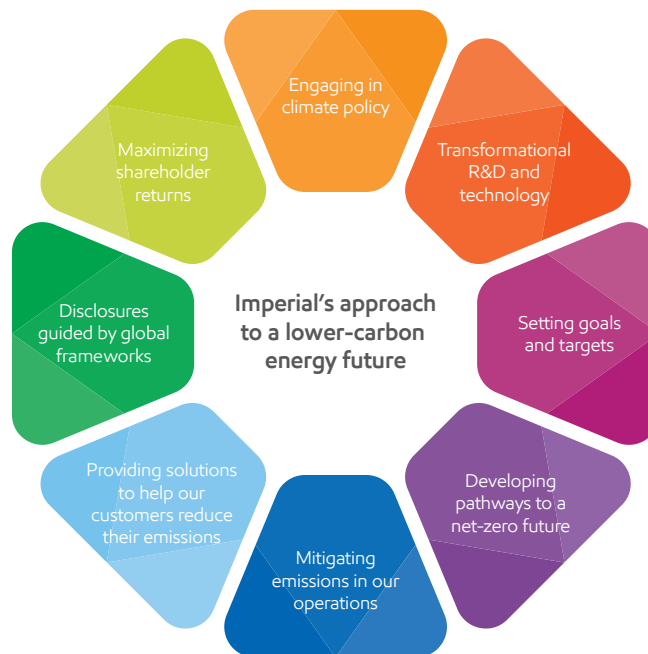 Engaging in
climate policy
Transformational
R&D and
technology
Setting goals
and targets
Developing
pathways to a
net-zero future
Mitigating
emissions in our
operations
Providing solutions
to help our
customers reduce
their emissions
Disclosures
guided by global
frameworks
Maximizing
shareholder
returns
Imperial’s approach
to a lower-carbon
energy future